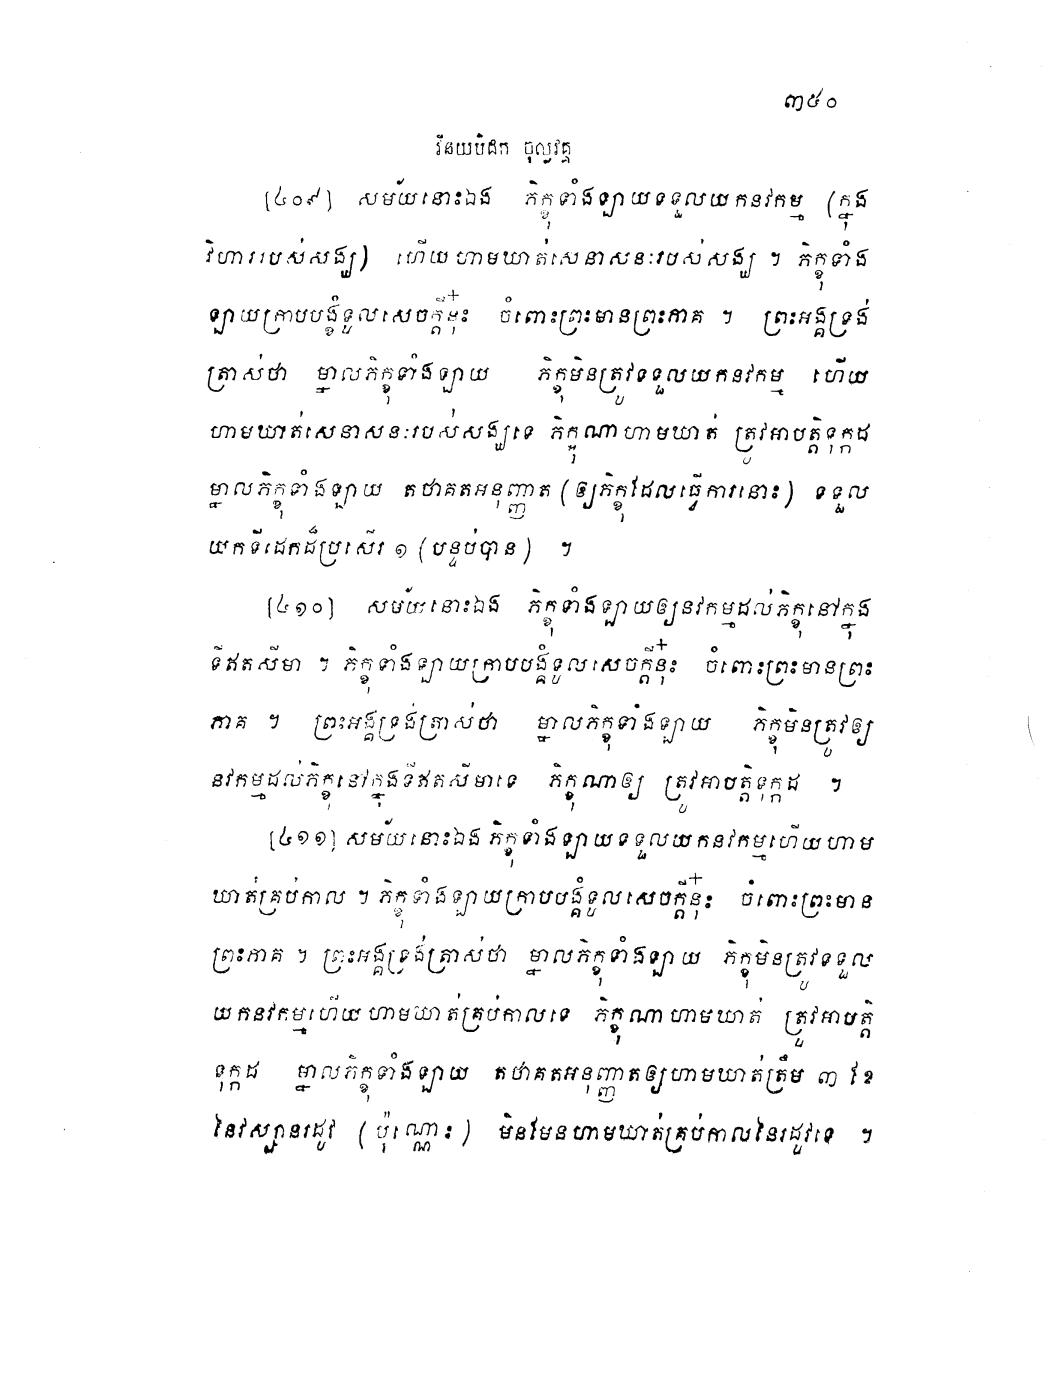 ៣៥០
វិនយបិដក ចុល្លវគ្គ
[៤០៩] សម័យនោះឯង ភិក្ខុទាំងឡាយទទួលយកនវកម្ម (ក្នុង
វិហាររបស់សង្ឃ) ហើយហាមឃាត់សេនាសនៈរបស់សង្ឃ ។ ភិក្ខុទាំង
ឡាយក្រាបបង្គំទូលសេចក្តីនុ៎ះ ចំពោះព្រះមានព្រះភាគ ។ ព្រះអង្គទ្រង់
ត្រាស់ថា ម្នាលភិក្ខុទាំងឡាយ ភិក្ខុមិនត្រូវទទួលយកនវកម្ម ហើយ
ហាមឃាត់សេនាសនៈរបស់សង្ឃទេ ភិក្ខុណាហាមឃាត់ ត្រូវអាបត្តិទុក្កដ
ម្នាលភិក្ខុទាំងឡាយ តថាគតអនុញ្ញាត (ឲ្យភិក្ខុដែលធ្វើការនោះ) ទទួល
យកទីដេកដ៏ប្រសើរ ១ (បន្ទប់បាន) ។
[៤១០] សម័យនោះឯង ភិក្ខុទាំងឡាយឲ្យនវកម្មដល់ភិក្ខុនៅក្នុង
ទីឥតសីមា ។ ភិក្ខុទាំងឡាយក្រាបបង្គំទូលសេចក្តីនុ៎ះ ចំពោះព្រះមានព្រះ
ភាគ ។ ព្រះអង្គទ្រង់ត្រាស់ថា ម្នាលភិក្ខុទាំងឡាយ ភិក្ខុមិនត្រូវឲ្យ
នវកម្មដល់ភិក្ខុនៅក្នុងទីឥតសីមាទេ ភិក្ខុណាឲ្យ ត្រូវអាបត្តិទុក្កដ ។
[៤១១] សម័យនោះឯង ភិក្ខុទាំងឡាយទទួលយកនវកម្មហើយហាម
ឃាត់គ្រប់កាល ។ ភិក្ខុទាំងឡាយក្រាបបង្គំទូលសេចក្តីនុ៎ះ ចំពោះព្រះមាន
ព្រះភាគ ។ ព្រះអង្គទ្រង់ត្រាស់ថា ម្នាលភិក្ខុទាំងឡាយ ភិក្ខុមិនត្រូវទទួល
យកនវកម្មហើយហាមឃាត់គ្រប់កាលទេ ភិក្ខុណាហាមឃាត់ ត្រូវអាបត្តិ
ទុក្កដ ម្នាលភិក្ខុទាំងឡាយ តថាគតអនុញ្ញាតឲ្យហាមឃាត់ត្រឹម ៣ ខែ
នៃវស្សានរដូវ (ប៉ុណ្ណោះ) មិនមែនហាមឃាត់គ្រប់កាលនៃរដូវទេ ។